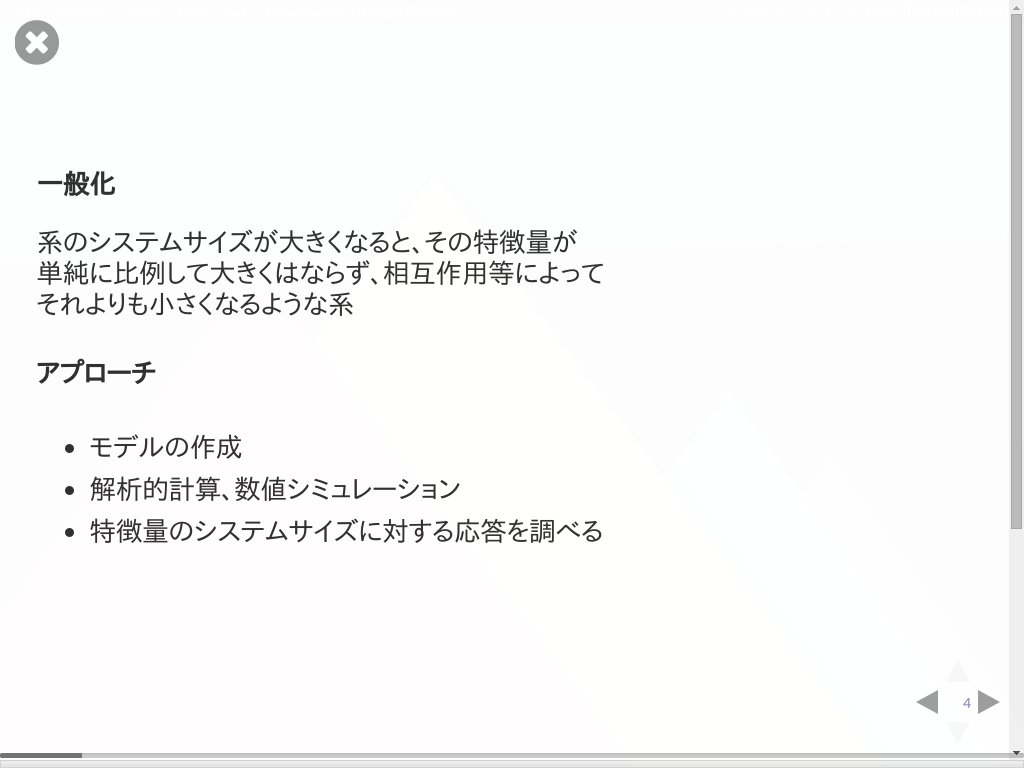 一般化
系のシステムサイズが大きくなると、その特徴量が
単純に比例して大きくはならず、相互作用等によって
それよりも小さくなるような系
アプローチ
• モデルの作成
• 解析的計算、数値シミュレーション
• 特徴量のシステムサイズに対する応答を調べる
4